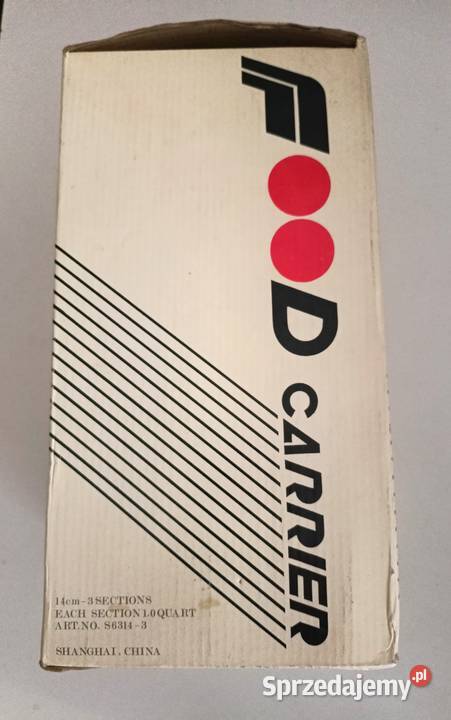 FOOD CARRIER
14cm-3 SECTIONS
EACH SECTION 1.0 QUART
ART.NO. S6314-3
SHANGHAI, CHINA
Sprzedajemy.pl